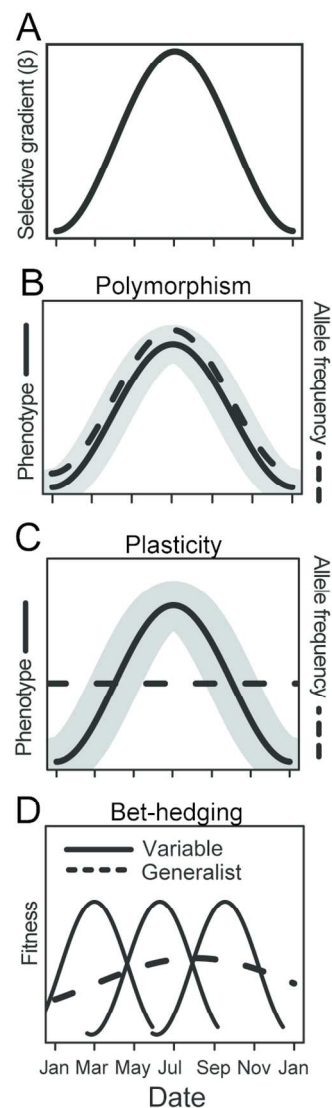 A
Selective gradient (β)
B
Polymorphism
Phenotype
Allele frequency
C
Plasticity
Phenotype
Allele frequency
D
Bet-hedging
Variable
Generalist
Fitness
Jan Mar May Jul Sep Nov Jan
Date